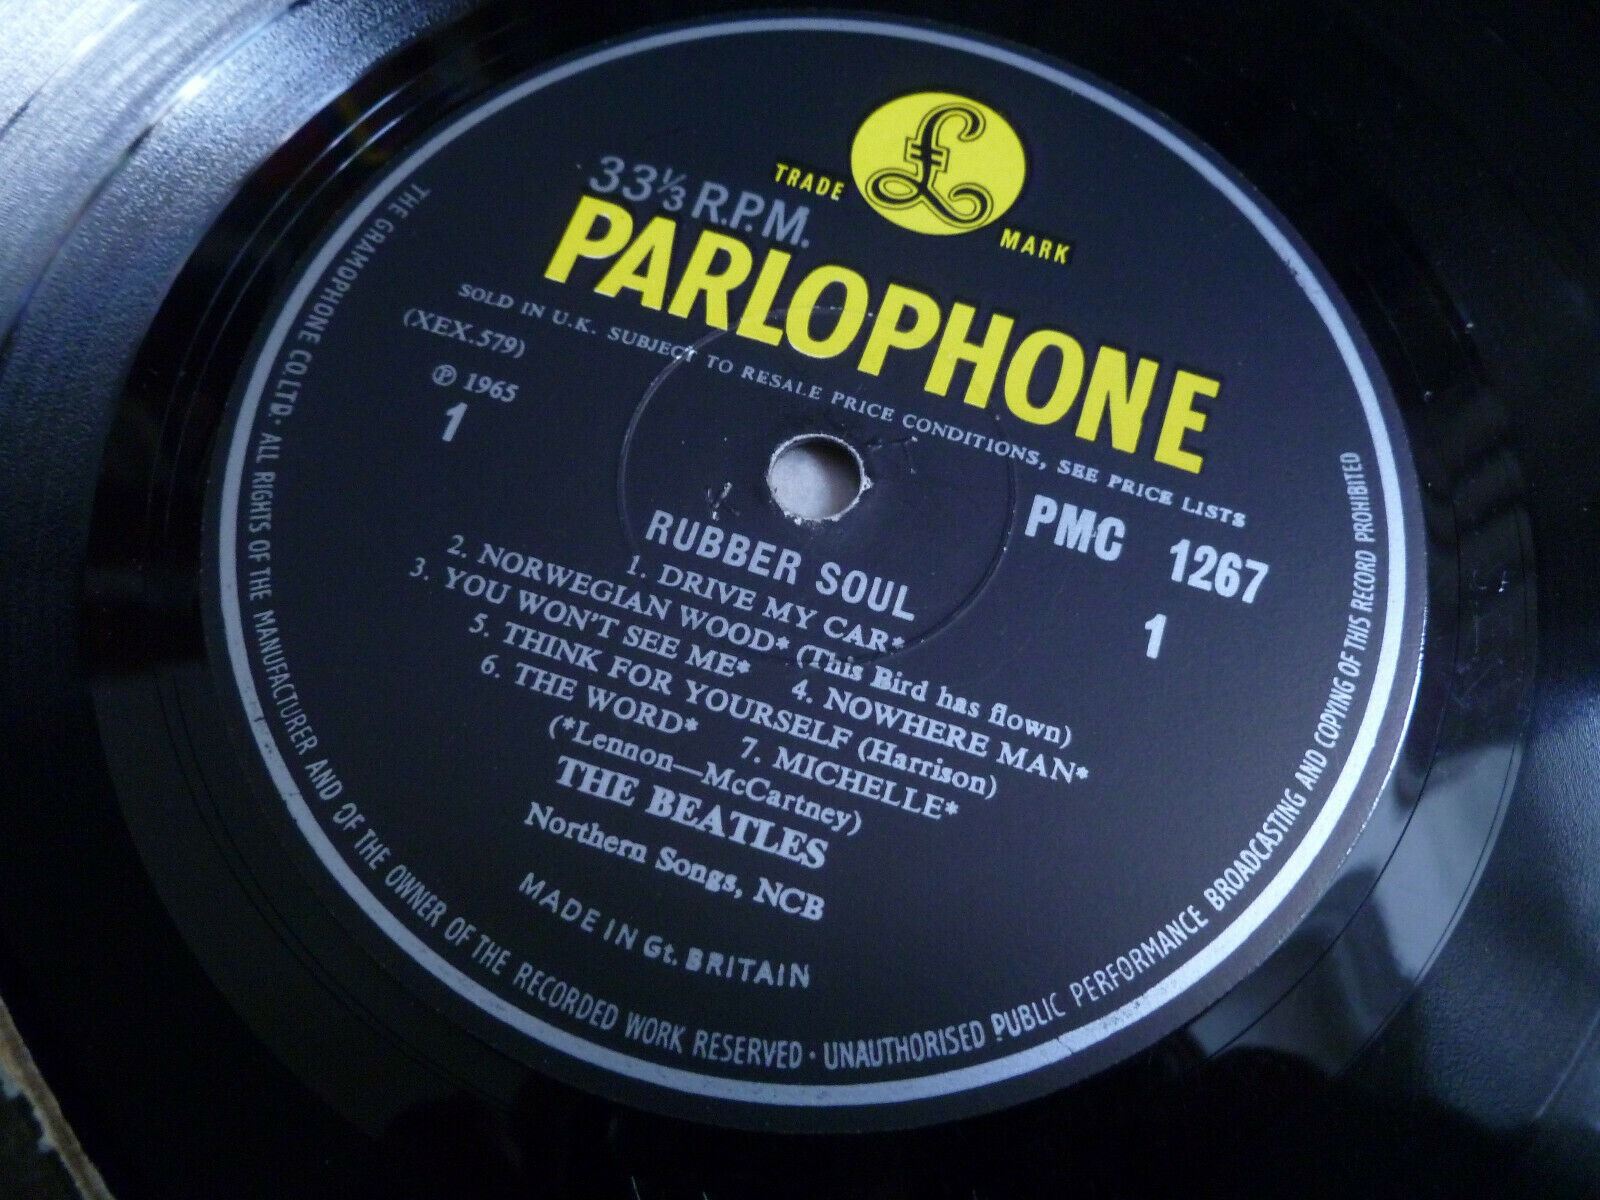 £
TRADE MARK
33⅓ R.P.M.
PARLOPHONE
SOLD IN U.K. SUBJECT TO RESALE PRICE CONDITIONS, SEE PRICE LISTS
(XEX.579)
℗ 1965
1
PMC 1267
1
RUBBER SOUL
1. DRIVE MY CAR*
2. NORWEGIAN WOOD* (This Bird has flown)
3. YOU WON'T SEE ME* 4. NOWHERE MAN*
5. THINK FOR YOURSELF (Harrison)
6. THE WORD* 7. MICHELLE*
(*Lennon—McCartney)
THE BEATLES
Northern Songs, NCB
MADE IN Gt. BRITAIN
THE GRAMOPHONE CO. LTD. · ALL RIGHTS OF THE MANUFACTURER AND OF THE OWNER OF THE RECORDED WORK RESERVED · UNAUTHORISED PUBLIC PERFORMANCE BROADCASTING AND COPYING OF THIS RECORD PROHIBITED